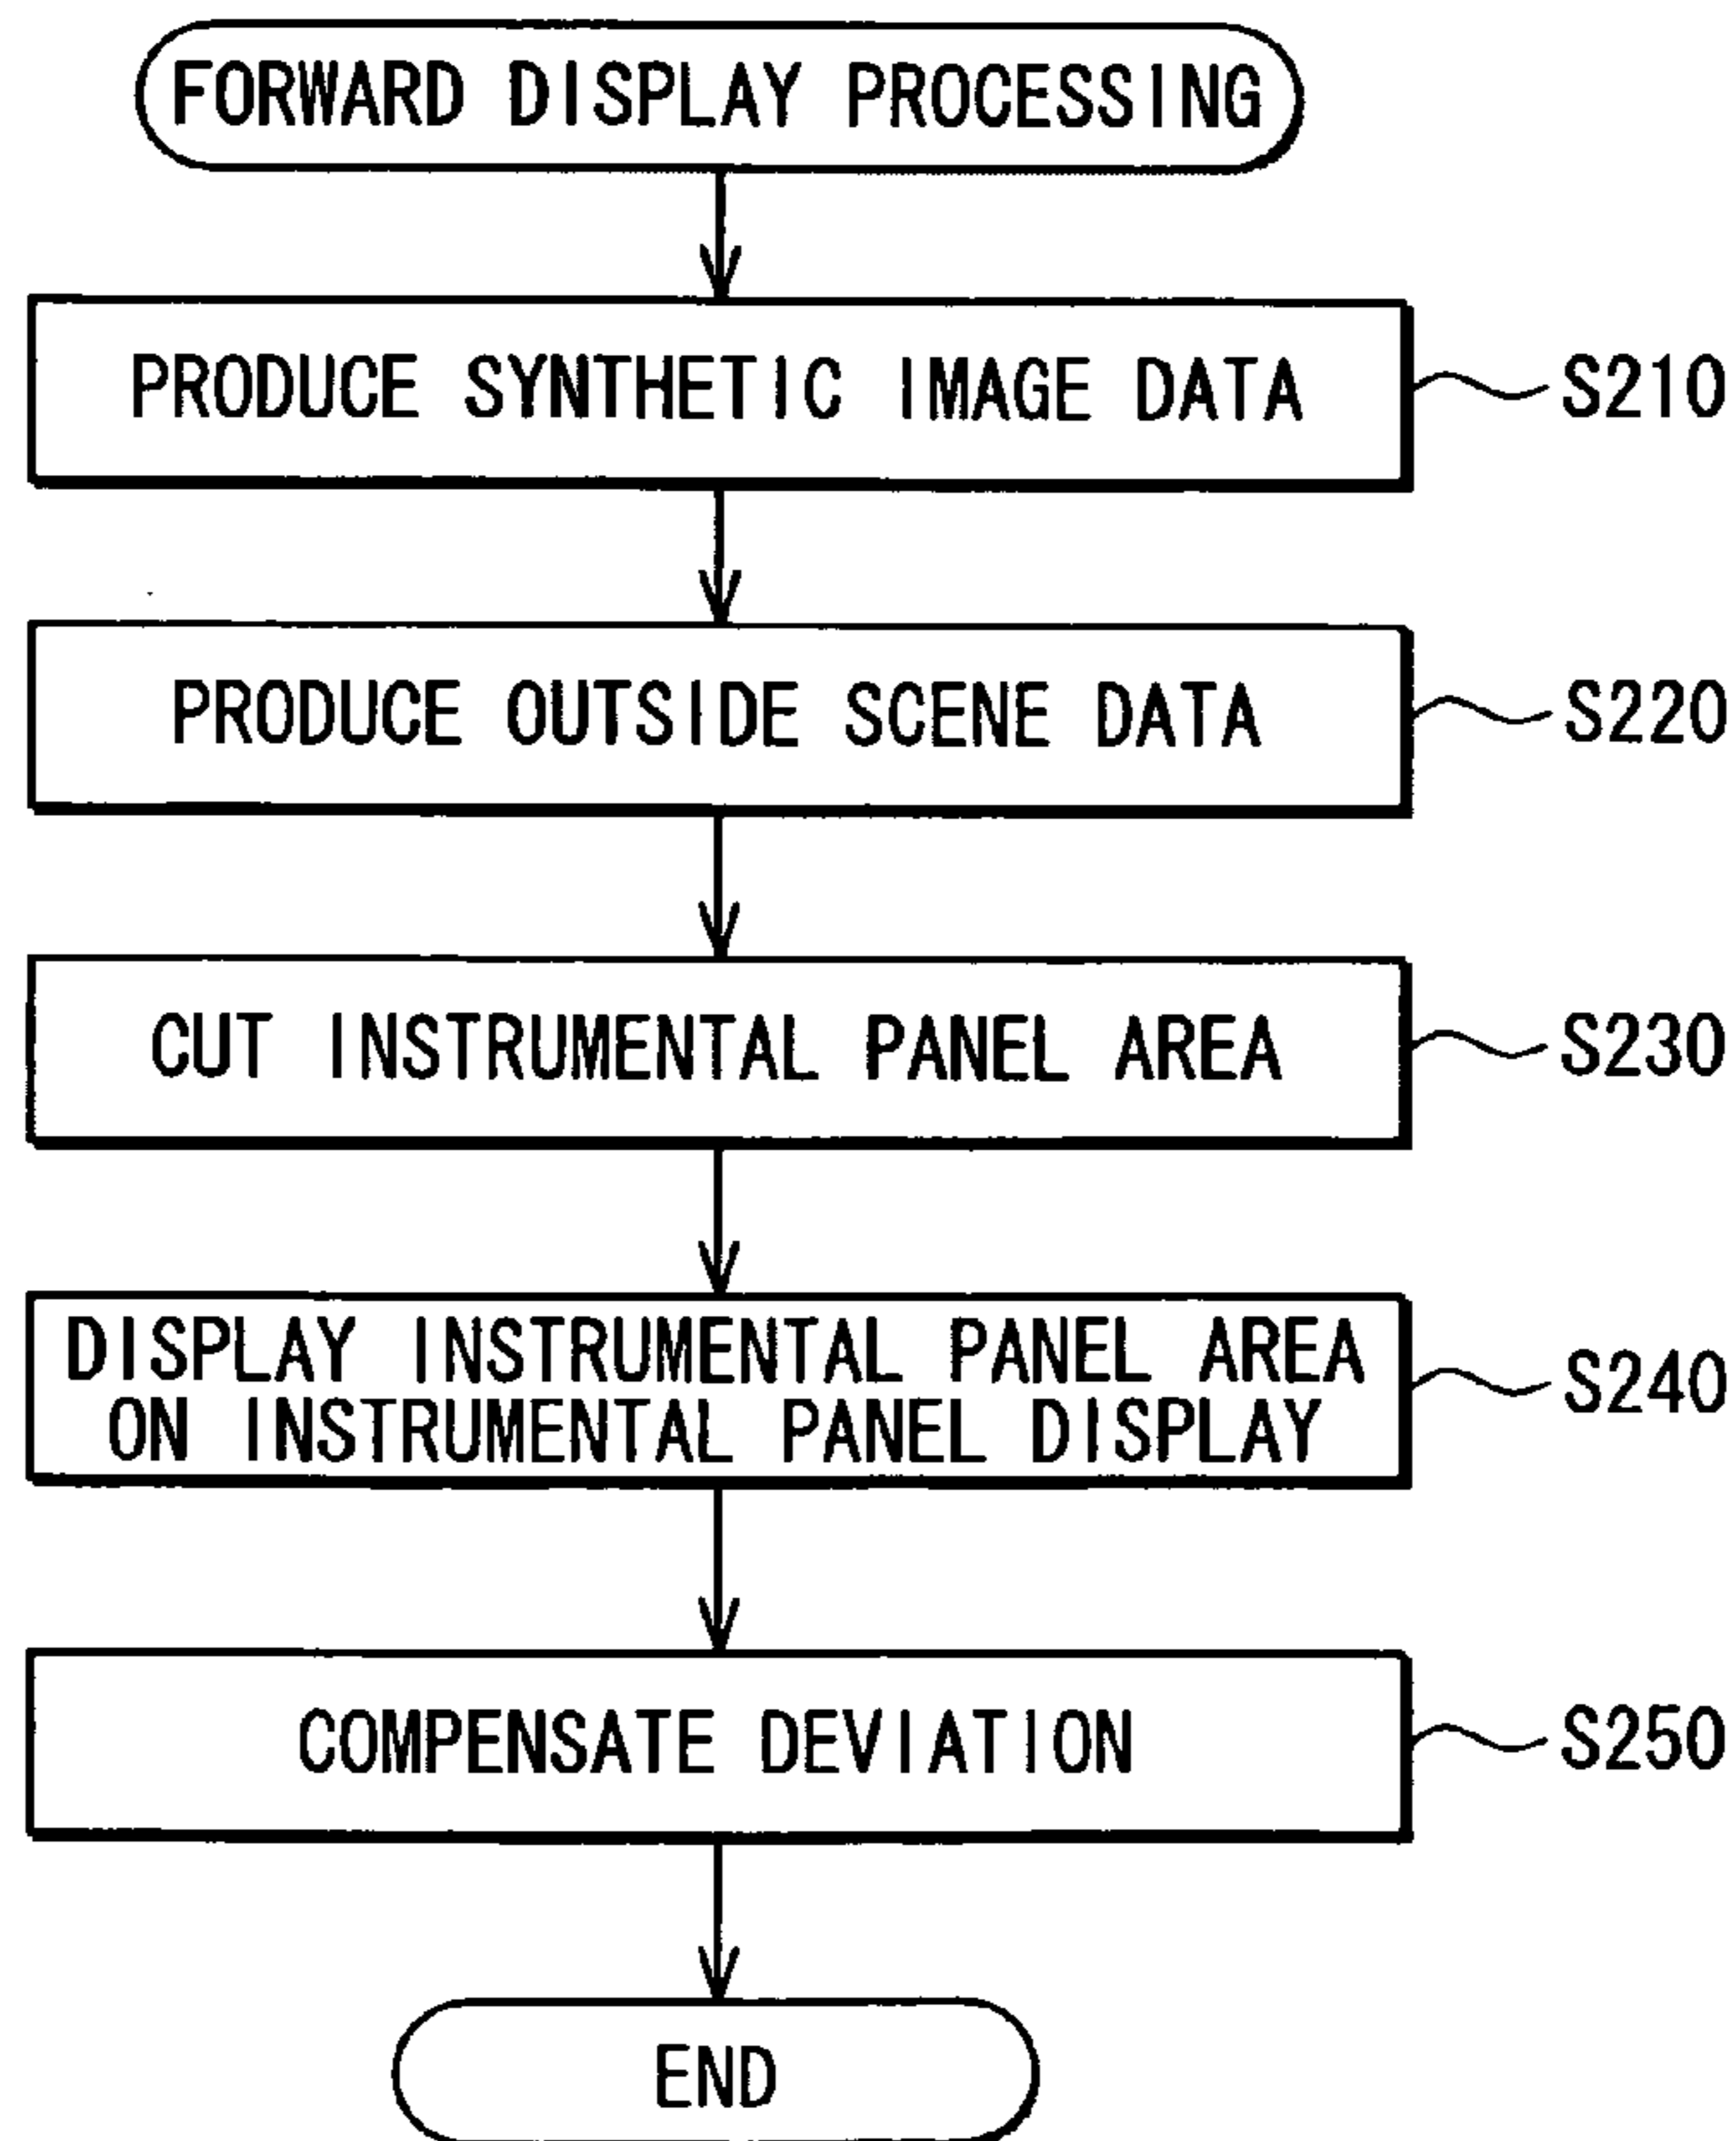 FORWARD DISPLAY PROCESSING
PRODUCE SYNTHETIC IMAGE DATA
S210
PRODUCE OUTSIDE SCENE DATA
S220
CUT INSTRUMENTAL PANEL AREA
S230
DISPLAY INSTRUMENTAL PANEL AREA
ON INSTRUMENTAL PANEL DISPLAY
S240
COMPENSATE DEVIATION
S250
END